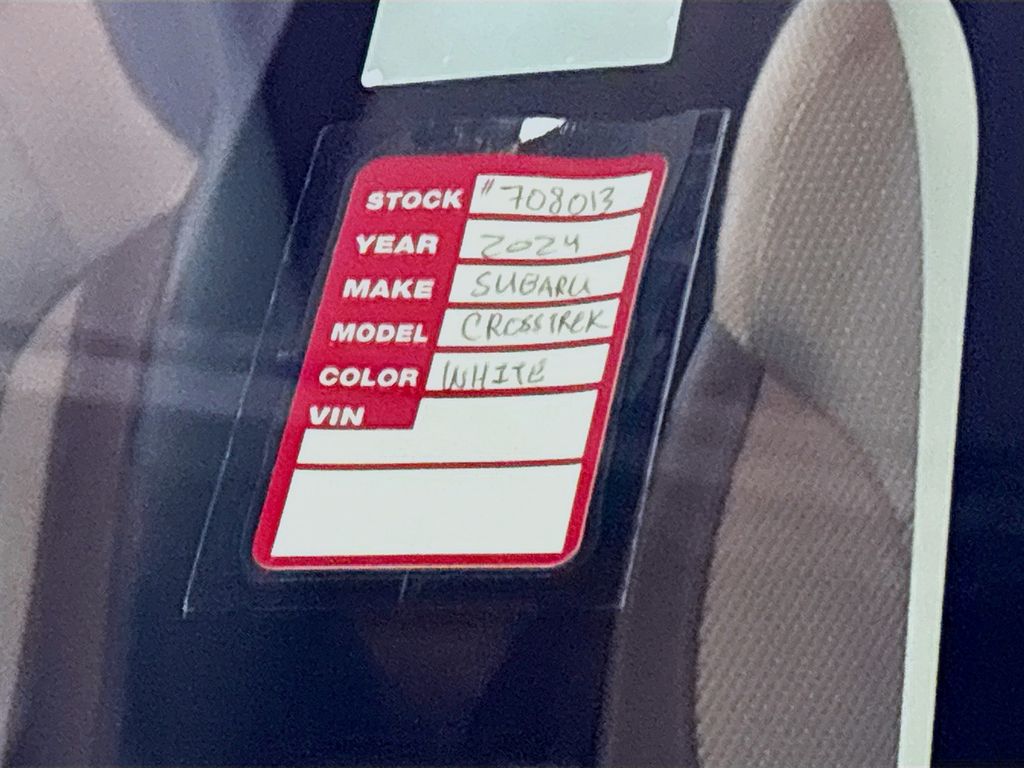 STOCK #708013
YEAR 2024
MAKE SUBARU
MODEL CROSSTREK
COLOR WHITE
VIN